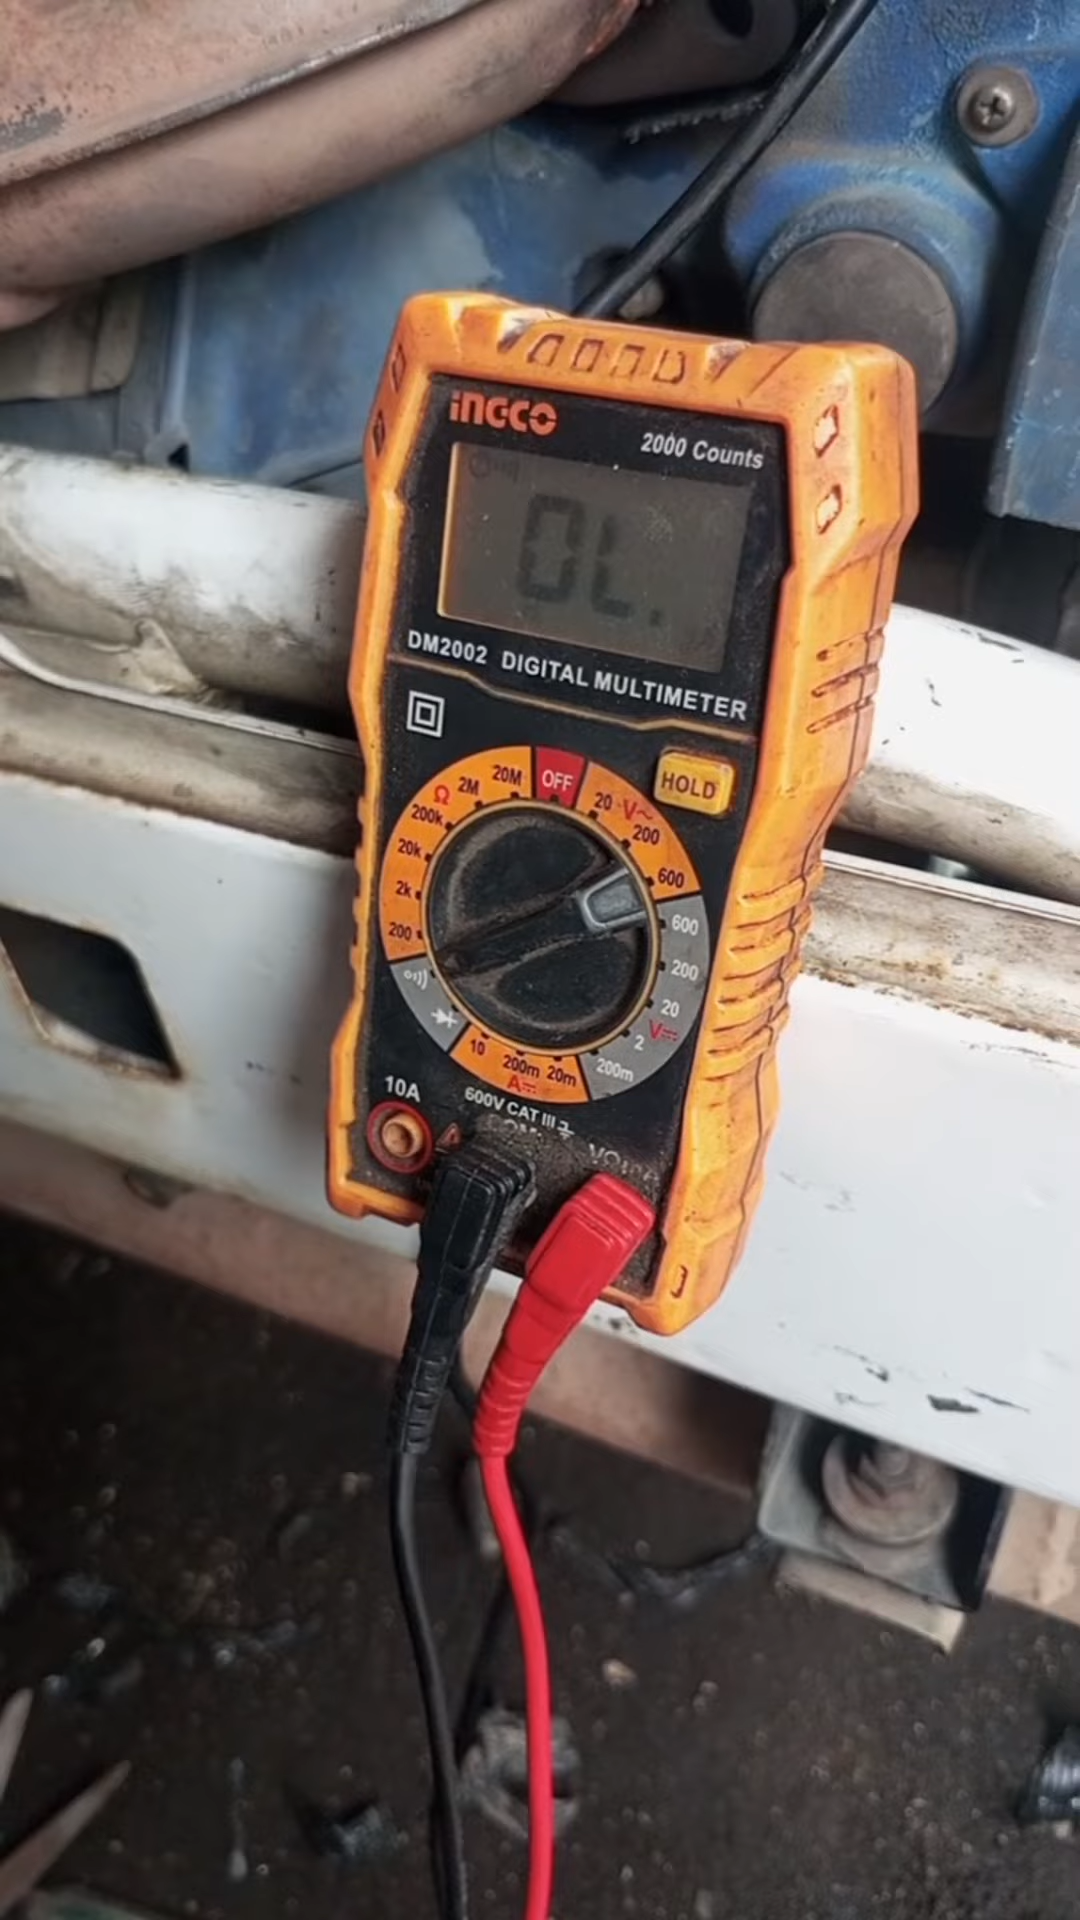 INGCO
2000 Counts
OL.
DM2002 DIGITAL MULTIMETER
HOLD
OFF
20 V~
200
600
600
200
20
2 V⎓
200m
20m
200m
A⎓
10
200
2k
20k
200k
Ω
2M
20M
10A
600V CAT III
COM